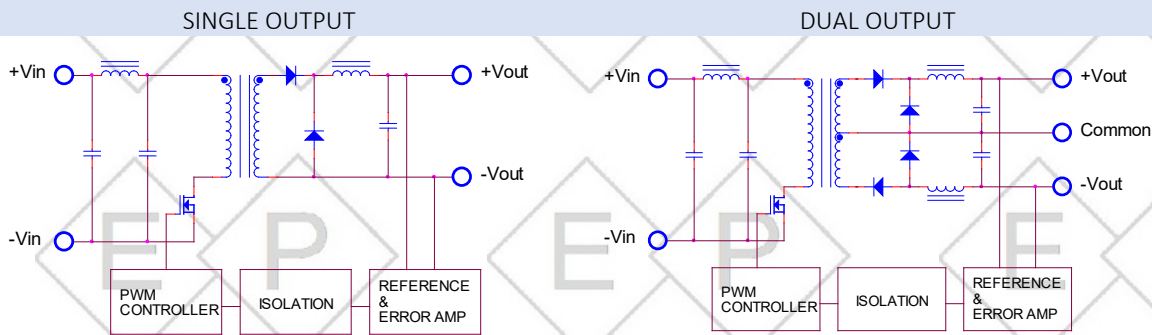 SINGLE OUTPUT
+Vin
+Vout
-Vout
-Vin
PWM
CONTROLLER
ISOLATION
REFERENCE
&
ERROR AMP
E P
DUAL OUTPUT
+Vin
+Vout
Common
-Vout
-Vin
PWM
CONTROLLER
ISOLATION
REFERENCE
&
ERROR AMP
E P E